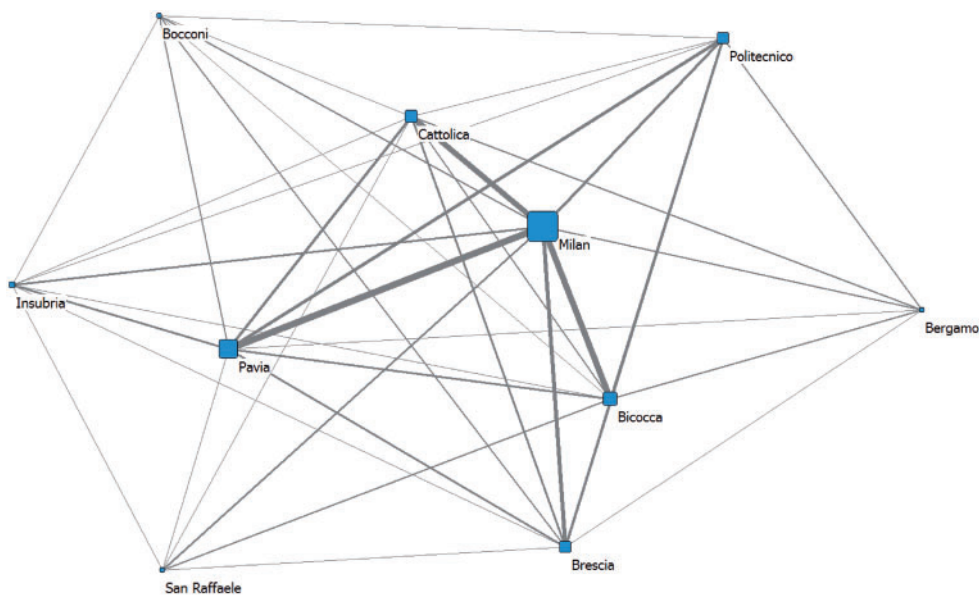 Bocconi
Politecnico
Cattolica
Milan
Insubria
Bergamo
Pavia
Bicocca
Brescia
San Raffaele